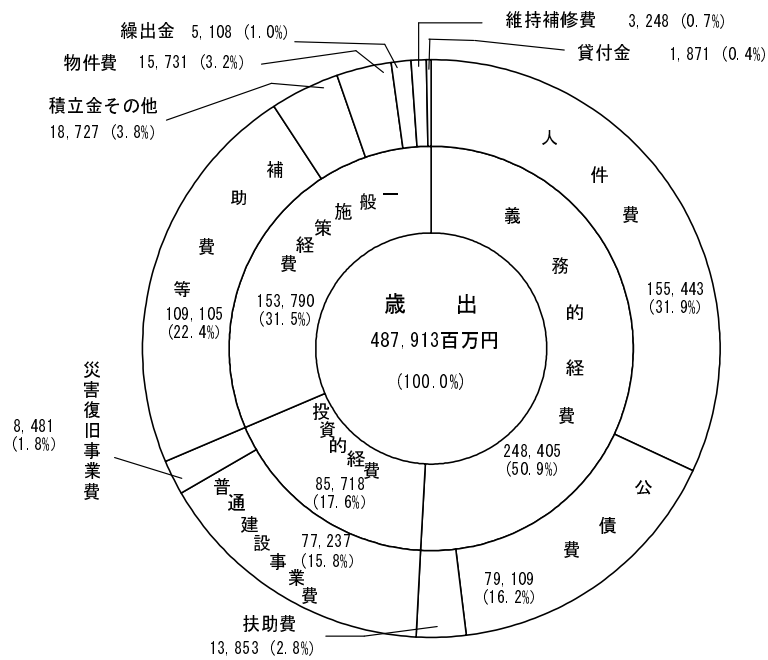 維持補修費 3,248 (0.7%)
繰出金 5,108 (1.0%)
貸付金 1,871 (0.4%)
物件費 15,731 (3.2%)
積立金その他
18,727 (3.8%)
人件費
155,443
(31.9%)
補助費等
109,105
(22.4%)
一般施策経費
153,790
(31.5%)
義務的経費
248,405
(50.9%)
歳 出
487,913百万円
(100.0%)
災害復旧事業費
8,481
(1.8%)
投資的経費
85,718
(17.6%)
普通建設事業費
77,237
(15.8%)
公債費
79,109
(16.2%)
扶助費
13,853 (2.8%)